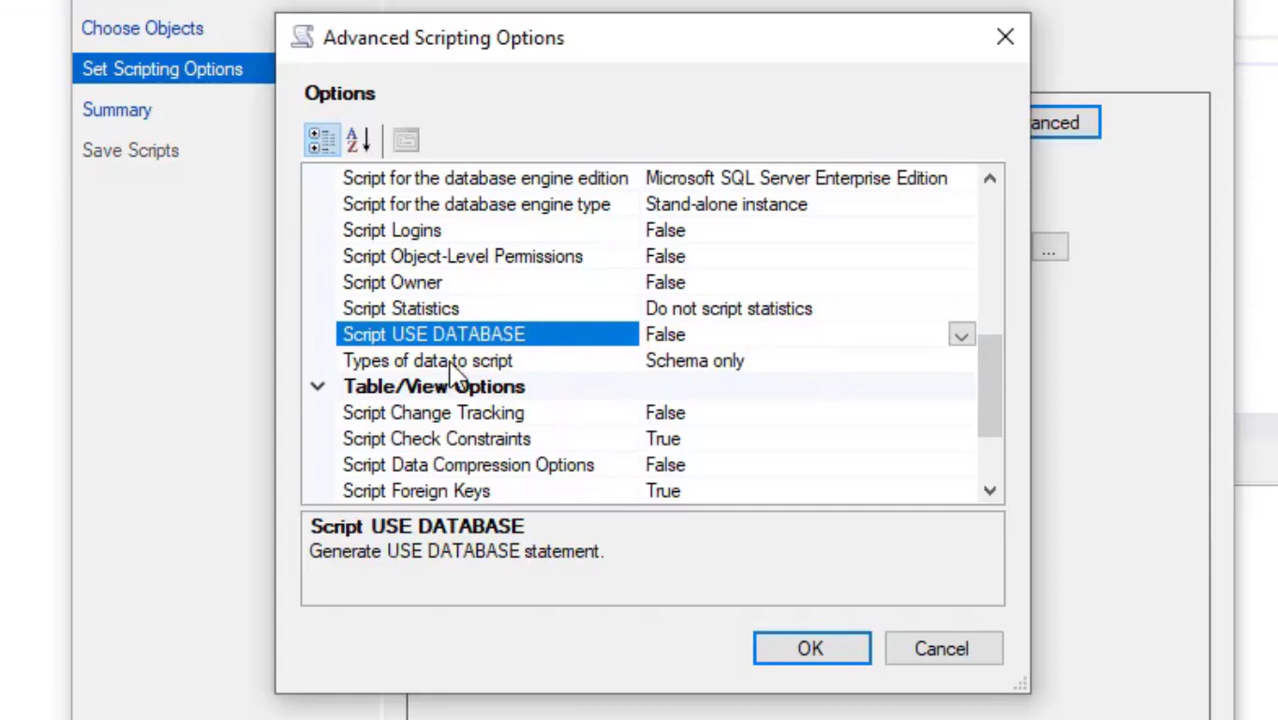 Choose Objects
Set Scripting Options
Summary
Save Scripts
Advanced Scripting Options
anced
Options
...
Script for the database engine edition Microsoft SQL Server Enterprise Edition
Script for the database engine type Stand-alone instance
Script Logins False
Script Object-Level Permissions False
Script Owner False
Script Statistics Do not script statistics
Script USE DATABASE False
Types of data to script Schema only
Table/View Options
Script Change Tracking False
Script Check Constraints True
Script Data Compression Options False
Script Foreign Keys True
Script USE DATABASE
Generate USE DATABASE statement.
OK Cancel